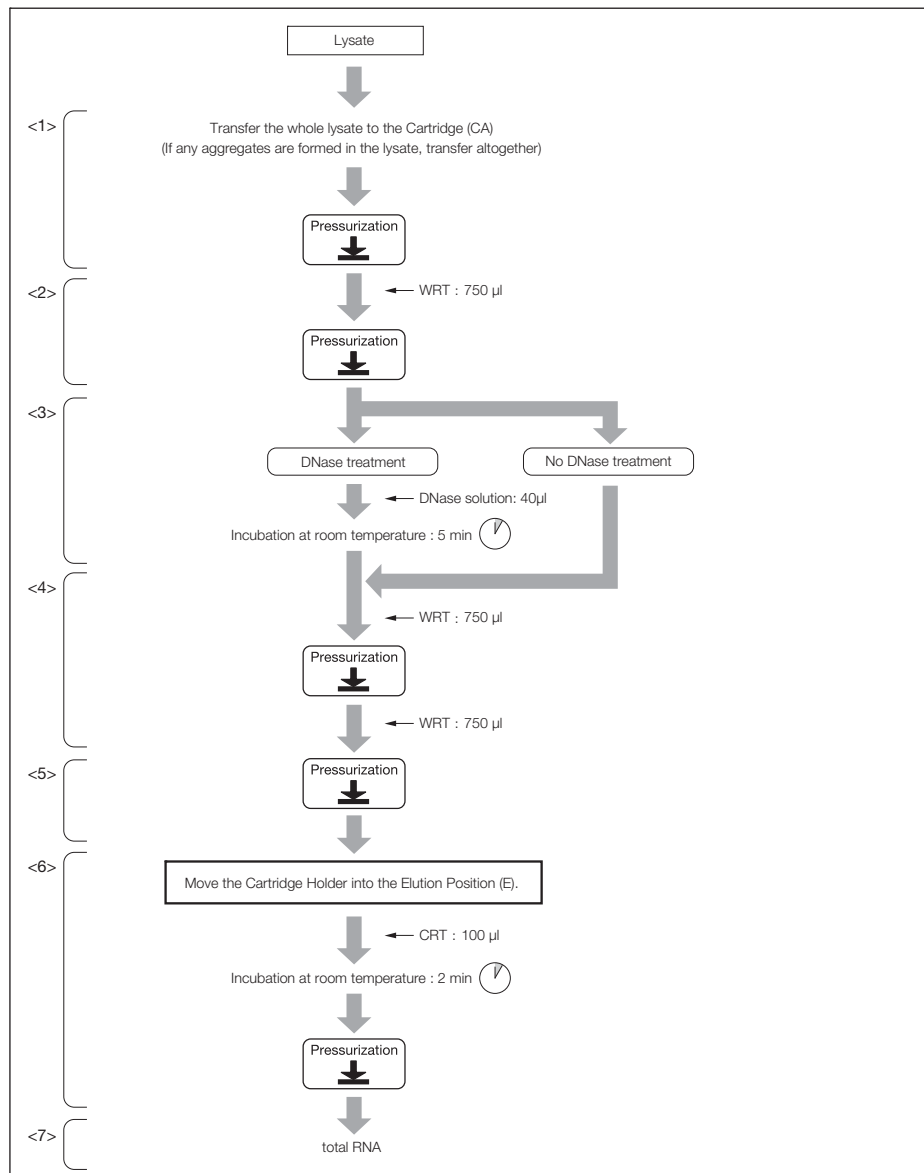 Lysate
<1>
Transfer the whole lysate to the Cartridge (CA)
(If any aggregates are formed in the lysate, transfer altogether)
Pressurization
<2>
WRT : 750 µl
Pressurization
<3>
DNase treatment
No DNase treatment
DNase solution: 40µl
Incubation at room temperature : 5 min
<4>
WRT : 750 µl
Pressurization
WRT : 750 µl
<5>
Pressurization
<6>
Move the Cartridge Holder into the Elution Position (E).
CRT : 100 µl
Incubation at room temperature : 2 min
Pressurization
<7>
total RNA